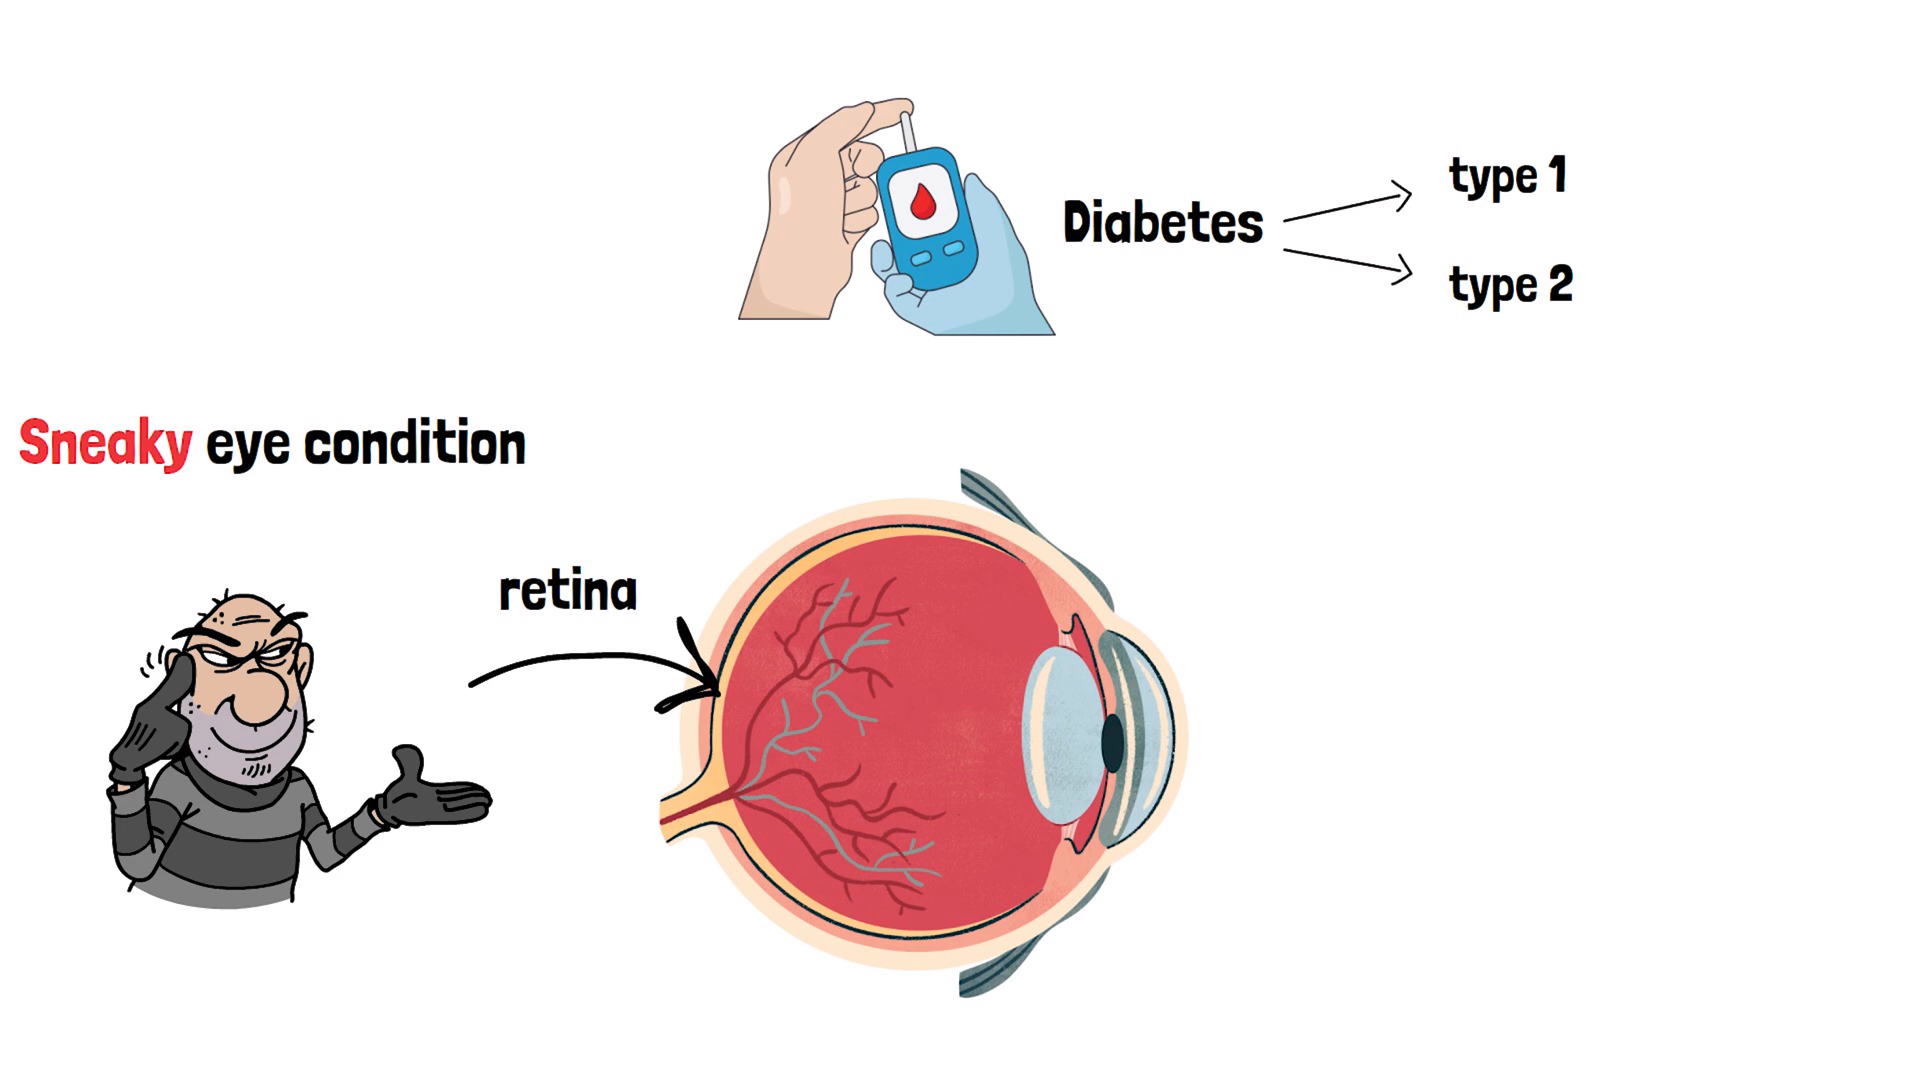 Diabetes
type 1
type 2
Sneaky eye condition
retina